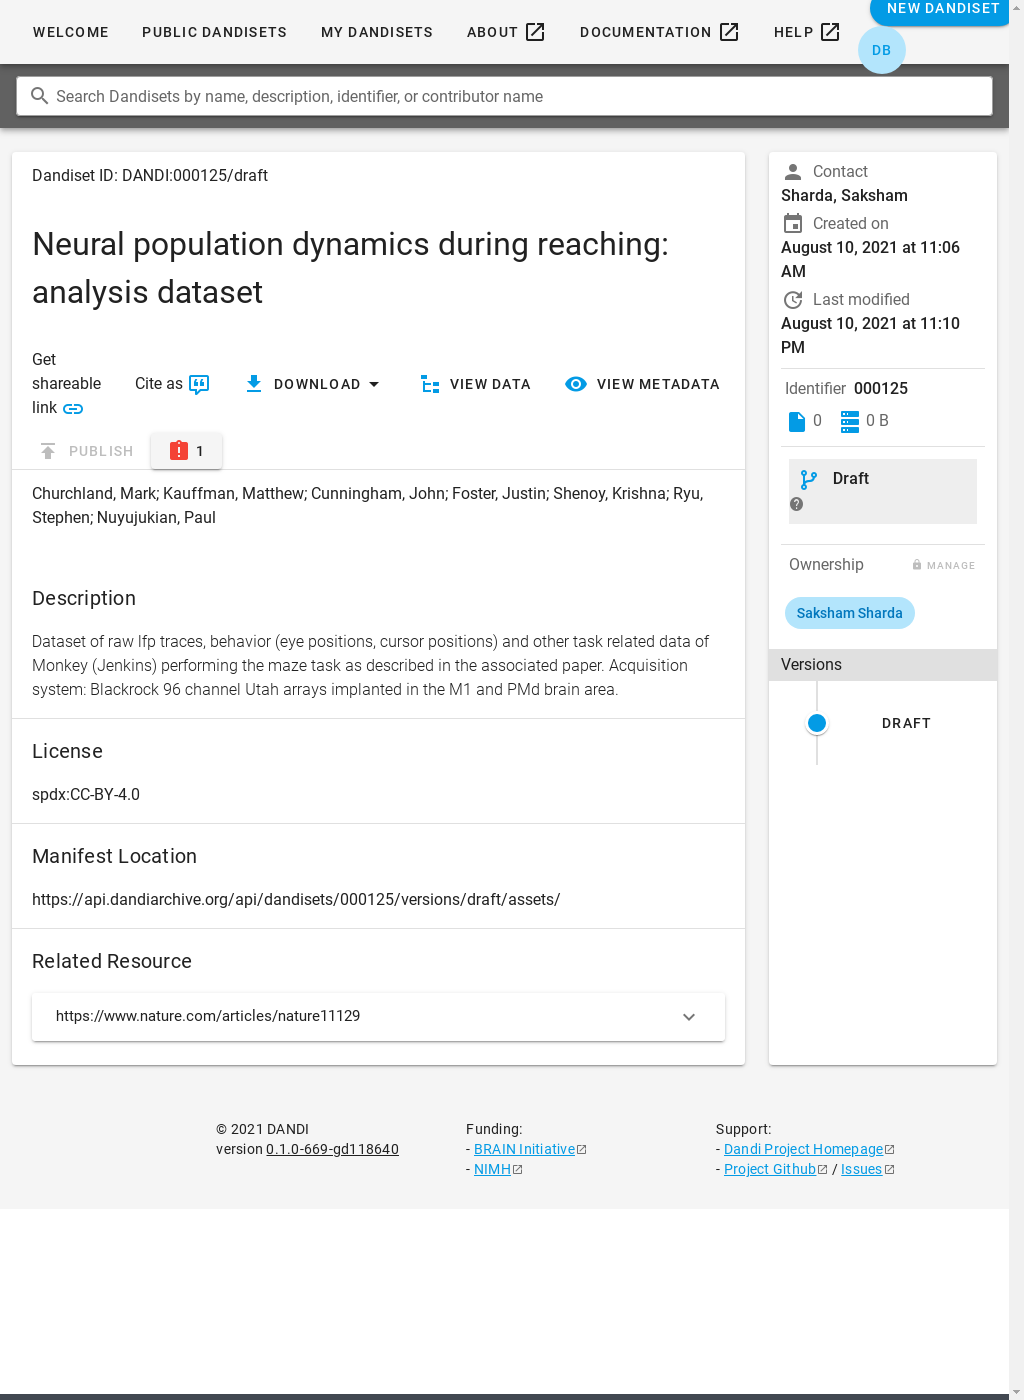 WELCOME PUBLIC DANDISETS MY DANDISETS ABOUT DOCUMENTATION HELP NEW DANDISET
DB
Search Dandisets by name, description, identifier, or contributor name
Dandiset ID: DANDI:000125/draft
Neural population dynamics during reaching:
analysis dataset
Get
shareable
link
Cite as
DOWNLOAD
VIEW DATA
VIEW METADATA
PUBLISH
1
Churchland, Mark; Kauffman, Matthew; Cunningham, John; Foster, Justin; Shenoy, Krishna; Ryu,
Stephen; Nuyujukian, Paul
Description
Dataset of raw lfp traces, behavior (eye positions, cursor positions) and other task related data of
Monkey (Jenkins) performing the maze task as described in the associated paper. Acquisition
system: Blackrock 96 channel Utah arrays implanted in the M1 and PMd brain area.
License
spdx:CC-BY-4.0
Manifest Location
https://api.dandiarchive.org/api/dandisets/000125/versions/draft/assets/
Related Resource
https://www.nature.com/articles/nature11129
Contact
Sharda, Saksham
Created on
August 10, 2021 at 11:06
AM
Last modified
August 10, 2021 at 11:10
PM
Identifier 000125
0 0 B
Draft
Ownership MANAGE
Saksham Sharda
Versions
DRAFT
© 2021 DANDI
version 0.1.0-669-gd118640
Funding:
- BRAIN Initiative
- NIMH
Support:
- Dandi Project Homepage
- Project Github / Issues